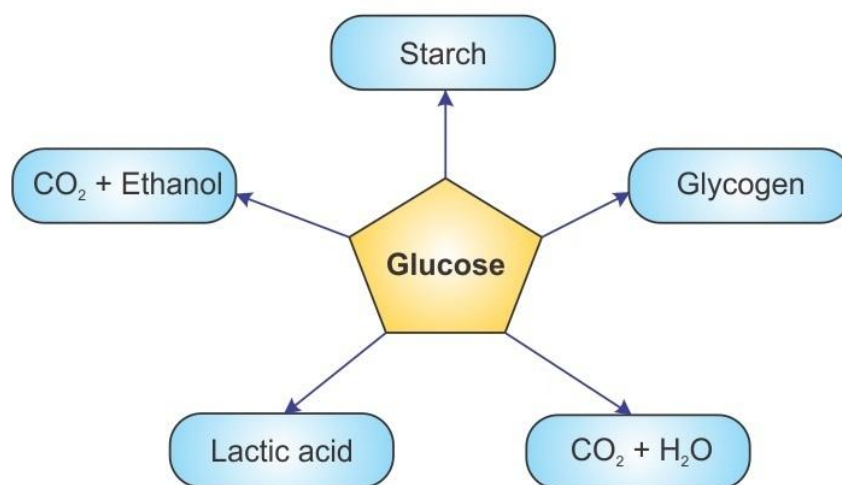 Starch
CO₂ + Ethanol
Glycogen
Glucose
Lactic acid
CO₂ + H₂O